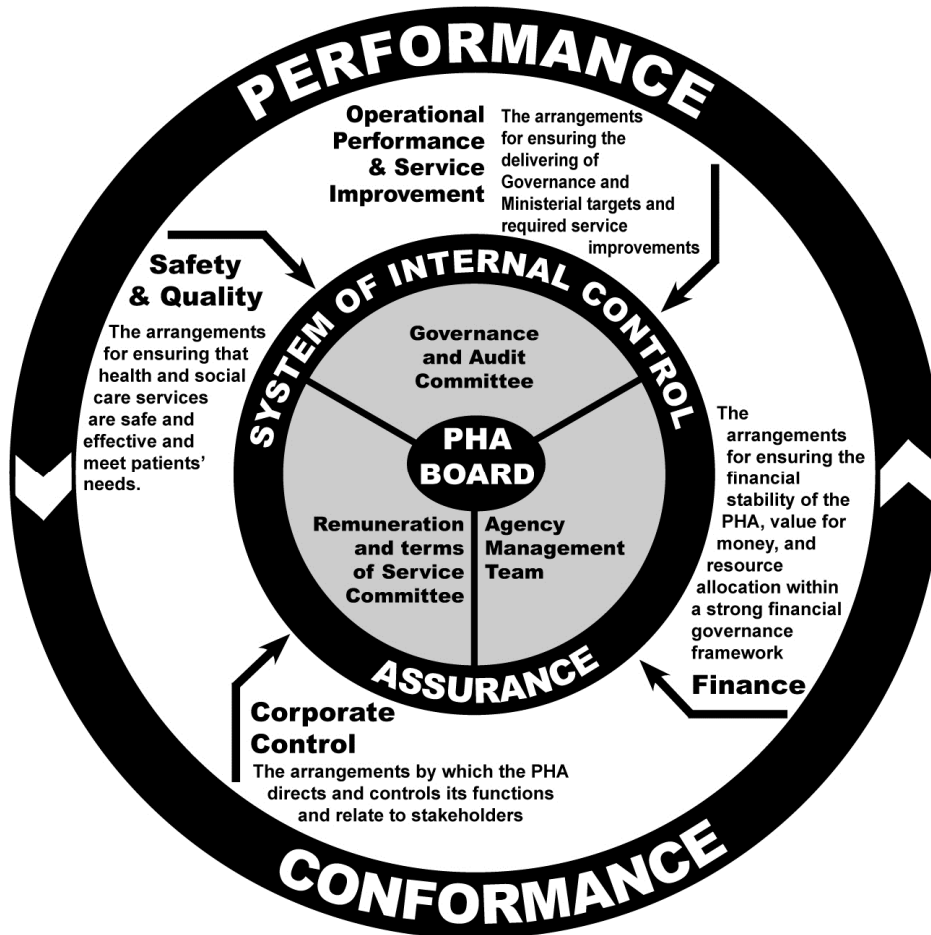 PERFORMANCE
Operational
Performance
& Service
Improvement
The arrangements
for ensuring the
delivering of
Governance and
Ministerial targets and
required service
improvements
Safety
& Quality
The arrangements
for ensuring that
health and social
care services
are safe and
effective and
meet patients’
needs.
SYSTEM OF INTERNAL CONTROL
Governance
and Audit
Committee
PHA
BOARD
Remuneration
and terms
of Service
Committee
Agency
Management
Team
ASSURANCE
The
arrangements
for ensuring the
financial
stability of the
PHA, value for
money, and
resource
allocation within
a strong financial
governance
framework
Finance
Corporate
Control
The arrangements by which the PHA
directs and controls its functions
and relate to stakeholders
CONFORMANCE